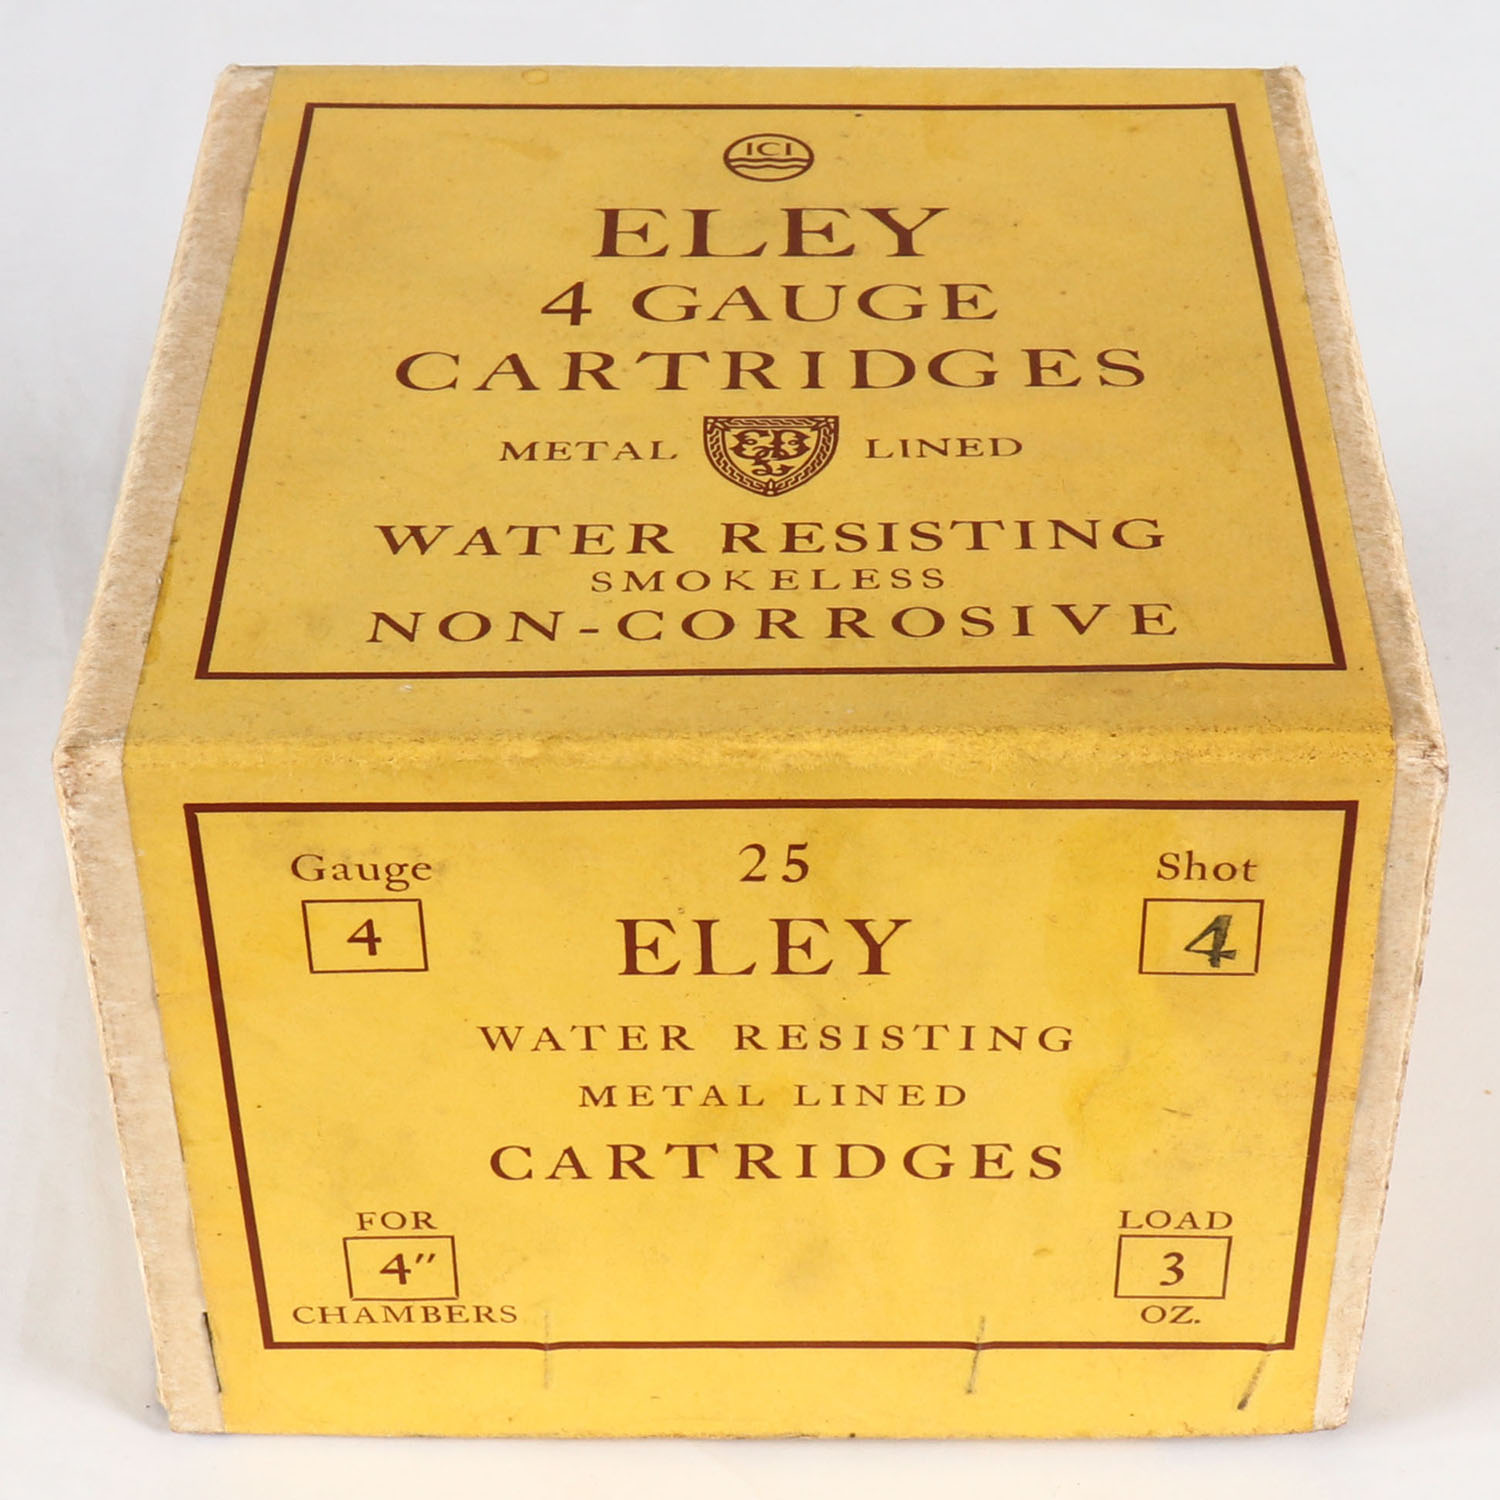 ICI
ELEY
4 GAUGE
CARTRIDGES
METAL LINED
WATER RESISTING
SMOKELESS
NON-CORROSIVE
Gauge 25 Shot
4 ELEY 4
WATER RESISTING
METAL LINED
CARTRIDGES
FOR LOAD
4" 3
CHAMBERS OZ.